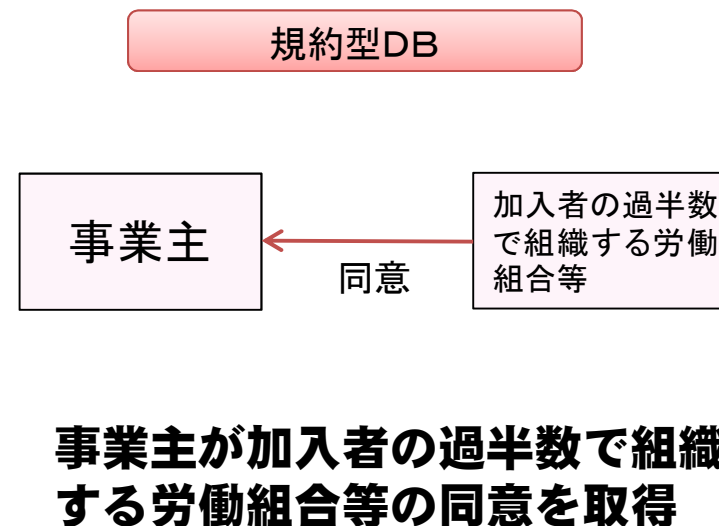 規約型ＤＢ
事業主
同意
加入者の過半数
で組織する労働
組合等
事業主が加入者の過半数で組織
する労働組合等の同意を取得